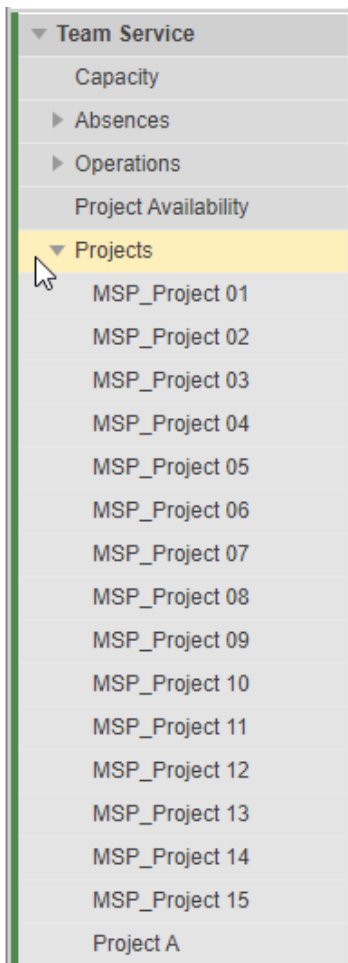 Team Service
Capacity
Absences
Operations
Project Availability
Projects
MSP_Project 01
MSP_Project 02
MSP_Project 03
MSP_Project 04
MSP_Project 05
MSP_Project 06
MSP_Project 07
MSP_Project 08
MSP_Project 09
MSP_Project 10
MSP_Project 11
MSP_Project 12
MSP_Project 13
MSP_Project 14
MSP_Project 15
Project A